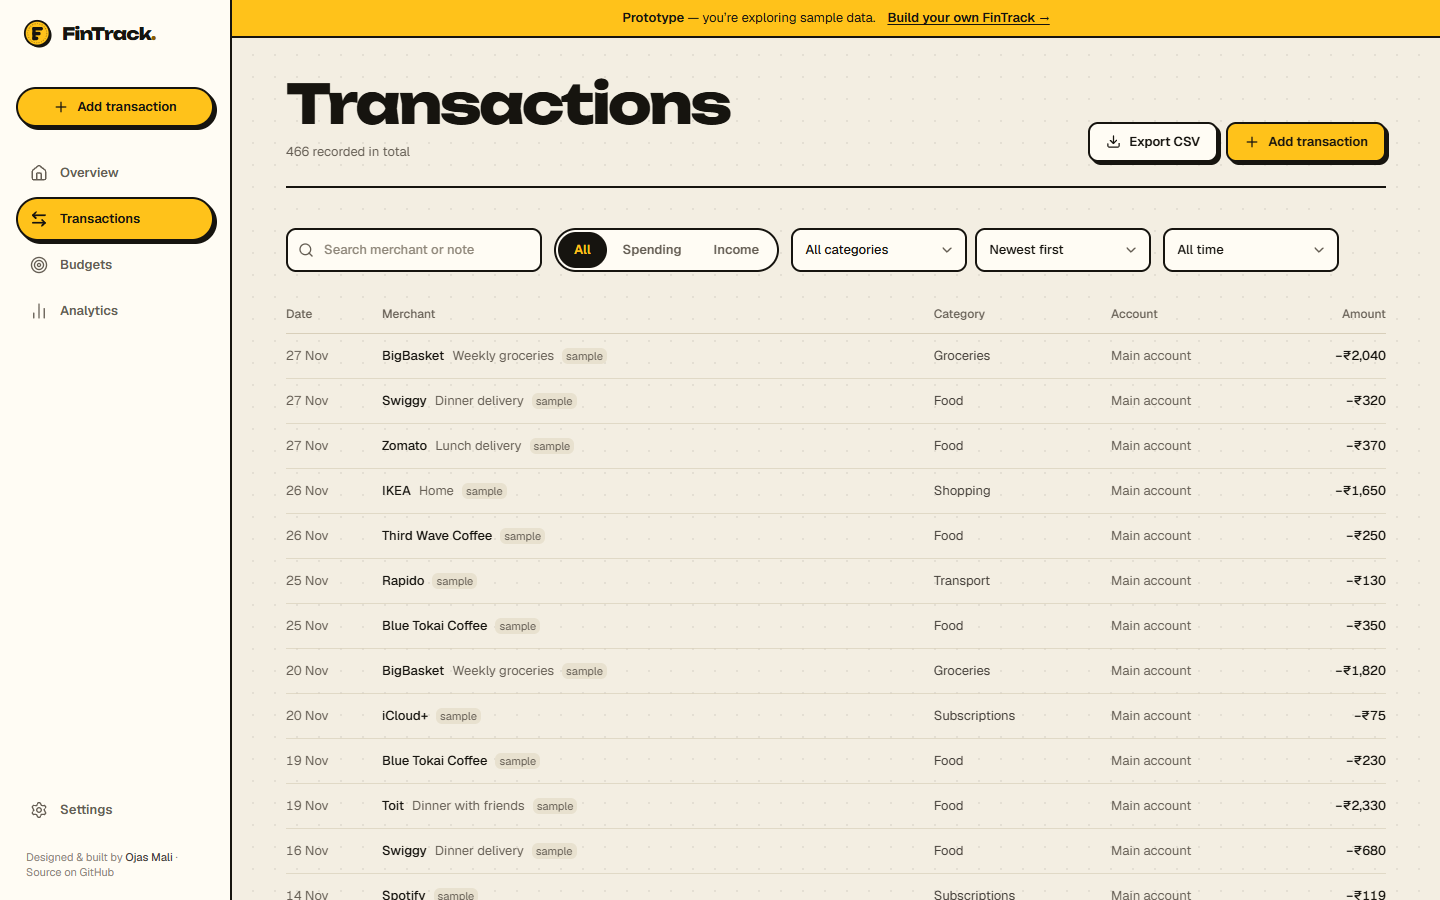 FinTrack.
Add transaction
Overview
Transactions
Budgets
Analytics
Settings
Designed & built by Ojas Mali ·
Source on GitHub
Prototype — you're exploring sample data. Build your own FinTrack →
Transactions
466 recorded in total
Export CSV
Add transaction
Search merchant or note
All Spending Income
All categories
Newest first
All time
Date Merchant Category Account Amount
27 Nov BigBasket Weekly groceries sample Groceries Main account −₹2,040
27 Nov Swiggy Dinner delivery sample Food Main account −₹320
27 Nov Zomato Lunch delivery sample Food Main account −₹370
26 Nov IKEA Home sample Shopping Main account −₹1,650
26 Nov Third Wave Coffee sample Food Main account −₹250
25 Nov Rapido sample Transport Main account −₹130
25 Nov Blue Tokai Coffee sample Food Main account −₹350
20 Nov BigBasket Weekly groceries sample Groceries Main account −₹1,820
20 Nov iCloud+ sample Subscriptions Main account −₹75
19 Nov Blue Tokai Coffee sample Food Main account −₹230
19 Nov Toit Dinner with friends sample Food Main account −₹2,330
16 Nov Swiggy Dinner delivery sample Food Main account −₹680
14 Nov Spotify sample Subscriptions Main account −₹119